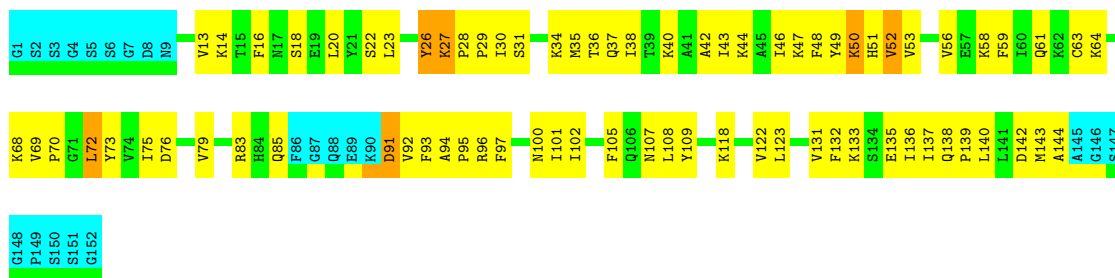 G1 S2 S3 G4 S5 S6 G7 D8 N9 V13 K14 T15 F16 N17 S18 E19 L20 Y21 S22 L23 Y26 K27 P28 P29 I30 S31 K34 M35 T36 Q37 I38 T39 K40 A41 A42 I43 K44 A45 I46 K47 F48 Y49 K50 H51 V52 V53 V56 E57 K58 F59 I60 Q61 K62 C63 K64
K68 V69 P70 G71 L72 Y73 V74 I75 D76 V79 R83 H84 Q85 F86 G87 Q88 E89 K90 D91 V92 F93 A94 P95 R96 F97 N100 I101 I102 F105 Q106 N107 L108 Y109 K118 V122 L123 V131 F132 K133 S134 E135 I136 I137 Q138 P139 L140 L141 D142 M143 A144 A145 G146 S147
G148 P149 S150 S151 G152